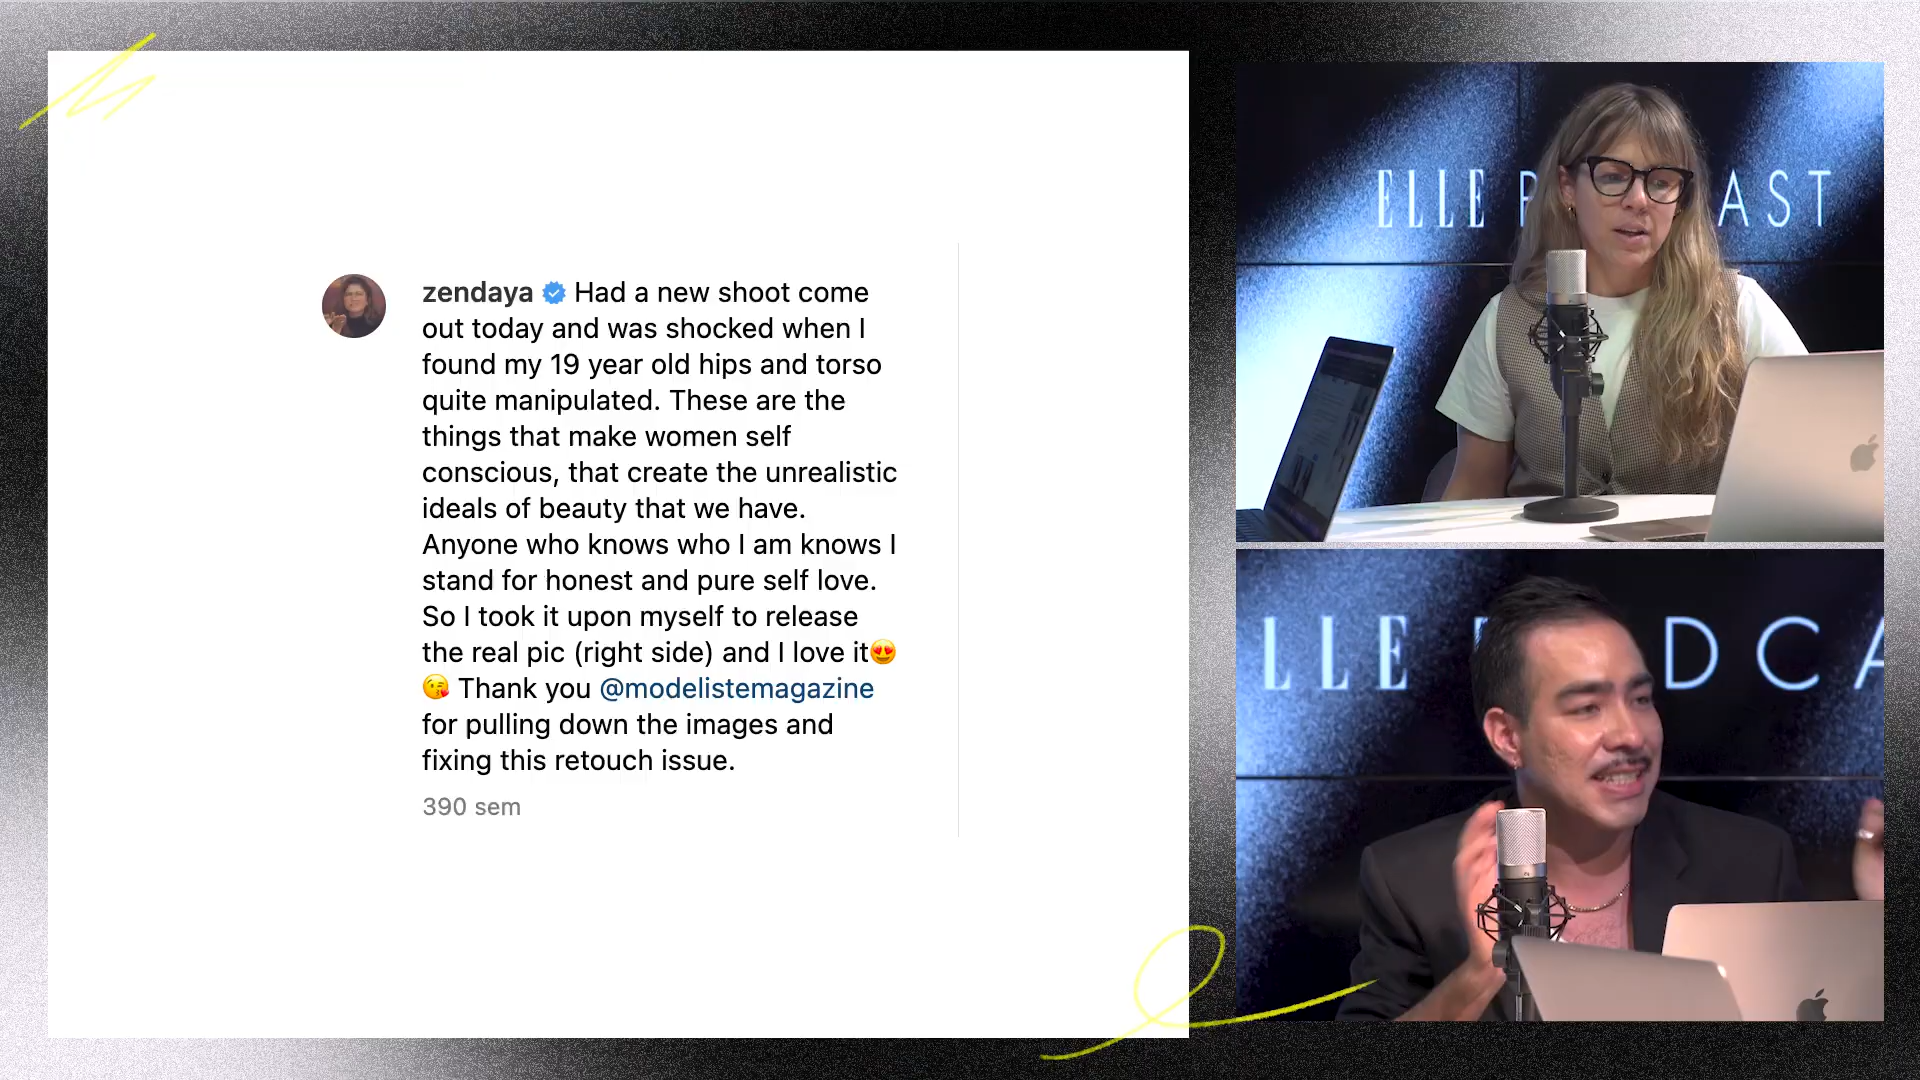 zendaya Had a new shoot come
out today and was shocked when I
found my 19 year old hips and torso
quite manipulated. These are the
things that make women self
conscious, that create the unrealistic
ideals of beauty that we have.
Anyone who knows who I am knows I
stand for honest and pure self love.
So I took it upon myself to release
the real pic (right side) and I love it😍
😘 Thank you @modelistemagazine
for pulling down the images and
fixing this retouch issue.
390 sem
ELLE P CAST
ELLE P DCA